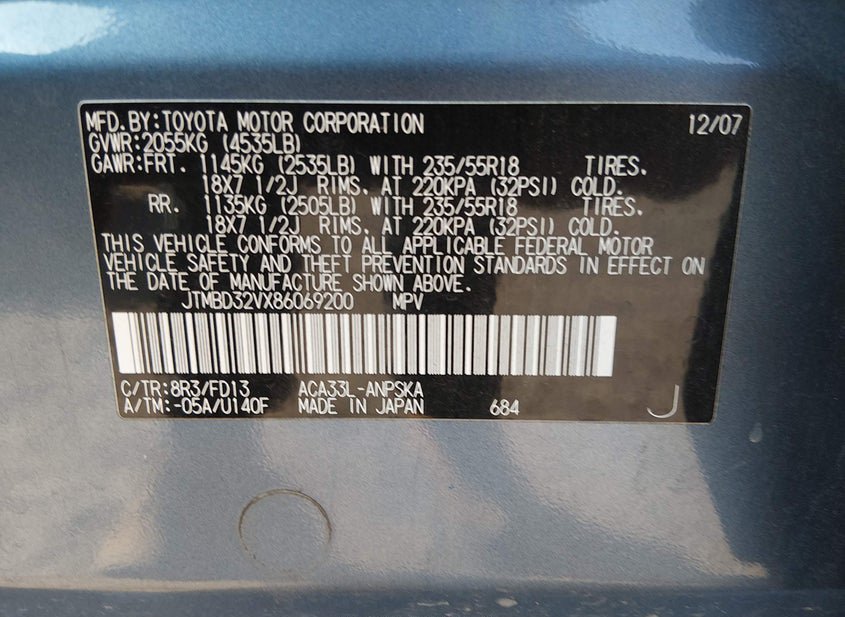 MFD.BY:TOYOTA MOTOR CORPORATION 12/07
GVWR:2055KG (4535LB)
GAWR:FRT. 1145KG (2535LB) WITH 235/55R18 TIRES.
18X7 1/2J RIMS. AT 220KPA (32PSI) COLD.
RR. 1135KG (2505LB) WITH 235/55R18 TIRES.
18X7 1/2J RIMS. AT 220KPA (32PSI) COLD.
THIS VEHICLE CONFORMS TO ALL APPLICABLE FEDERAL MOTOR
VEHICLE SAFETY AND THEFT PREVENTION STANDARDS IN EFFECT ON
THE DATE OF MANUFACTURE SHOWN ABOVE.
JTMBD32VX86069200 MPV
C/TR:8R3/FD13 ACA33L-ANPSKA
A/TM:-05A/U140F MADE IN JAPAN 684 J